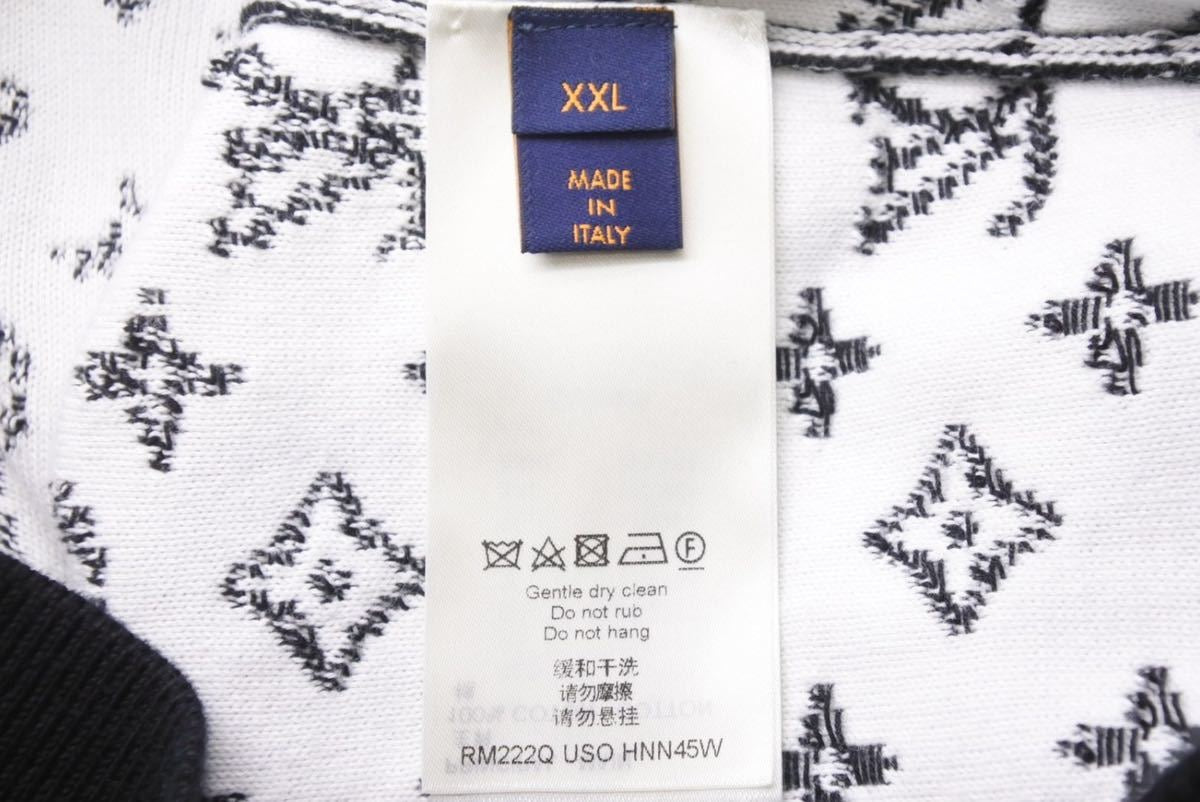 XXL
MADE
IN
ITALY
F
Gentle dry clean
Do not rub
Do not hang
缓和干洗
请勿摩擦
请勿悬挂
RM222Q USO HNN45W